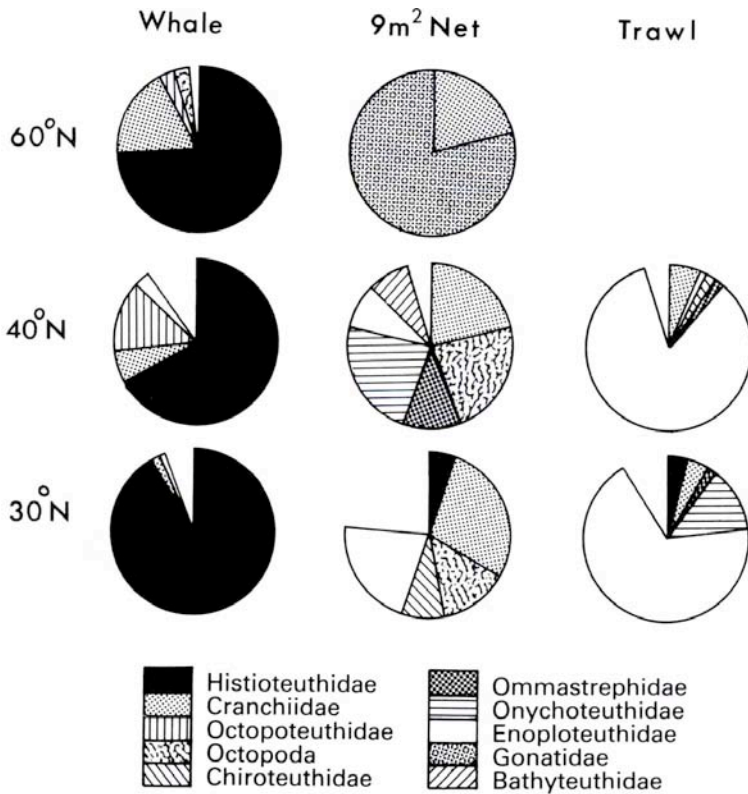 Whale 9m² Net Trawl
60°N
40°N
30°N
Histioteuthidae Ommastrephidae
Cranchiidae Onychoteuthidae
Octopoteuthidae Enoploteuthidae
Octopoda Gonatidae
Chiroteuthidae Bathyteuthidae